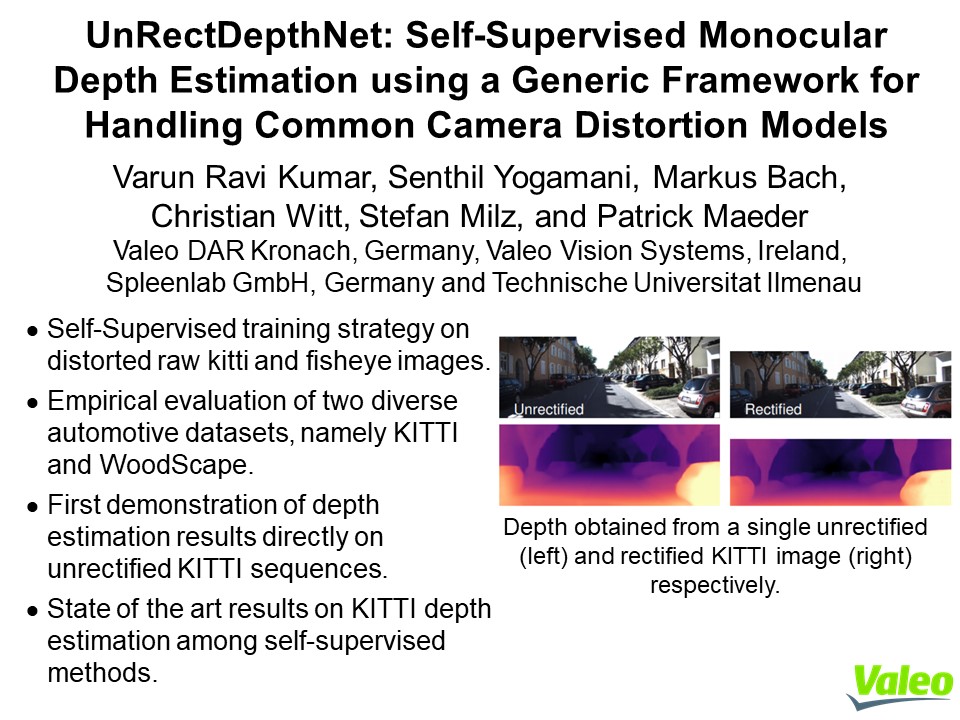 UnRectDepthNet: Self-Supervised Monocular
Depth Estimation using a Generic Framework for
Handling Common Camera Distortion Models
Varun Ravi Kumar, Senthil Yogamani, Markus Bach,
Christian Witt, Stefan Milz, and Patrick Maeder
Valeo DAR Kronach, Germany, Valeo Vision Systems, Ireland,
Spleenlab GmbH, Germany and Technische Universitat Ilmenau
• Self-Supervised training strategy on
distorted raw kitti and fisheye images.
• Empirical evaluation of two diverse
automotive datasets, namely KITTI
and WoodScape.
• First demonstration of depth
estimation results directly on
unrectified KITTI sequences.
• State of the art results on KITTI depth
estimation among self-supervised
methods.
Unrectified
Rectified
Depth obtained from a single unrectified
(left) and rectified KITTI image (right)
respectively.
Valeo